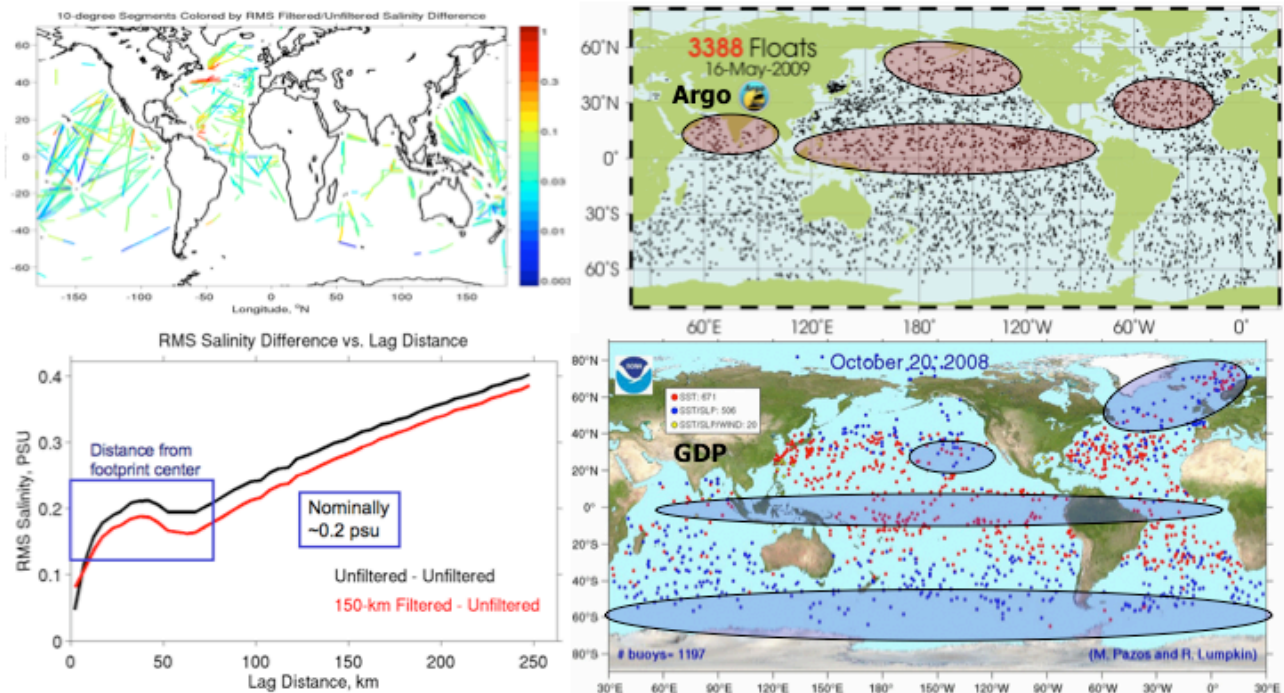 10-degree Segments Colored by RMS Filtered/Unfiltered Salinity Difference
60
40
20
0
-20
-40
-60
-150
-100
-50
0
50
100
150
Longitude, °N
1
0.3
0.1
0.03
0.01
0.003
3388 Floats
16-May-2009
Argo
60°N
30°N
0°
30°S
60°S
60°E
120°E
180°
120°W
60°W
0°
RMS Salinity Difference vs. Lag Distance
RMS Salinity, PSU
0.4
0.3
0.2
0.1
0
Distance from
footprint center
Nominally
~0.2 psu
Unfiltered - Unfiltered
150-km Filtered - Unfiltered
0
50
100
150
200
250
Lag Distance, km
October 20, 2008
SST: 671
SST/SLP: 506
SST/SLP/WIND: 20
GDP
80°N
60°N
40°N
20°N
0°
20°S
40°S
60°S
80°S
# buoys= 1197
(M. Pazos and R. Lumpkin)
30°E
60°E
90°E
120°E
150°E
180°W
150°W
120°W
90°W
60°W
30°W
0°